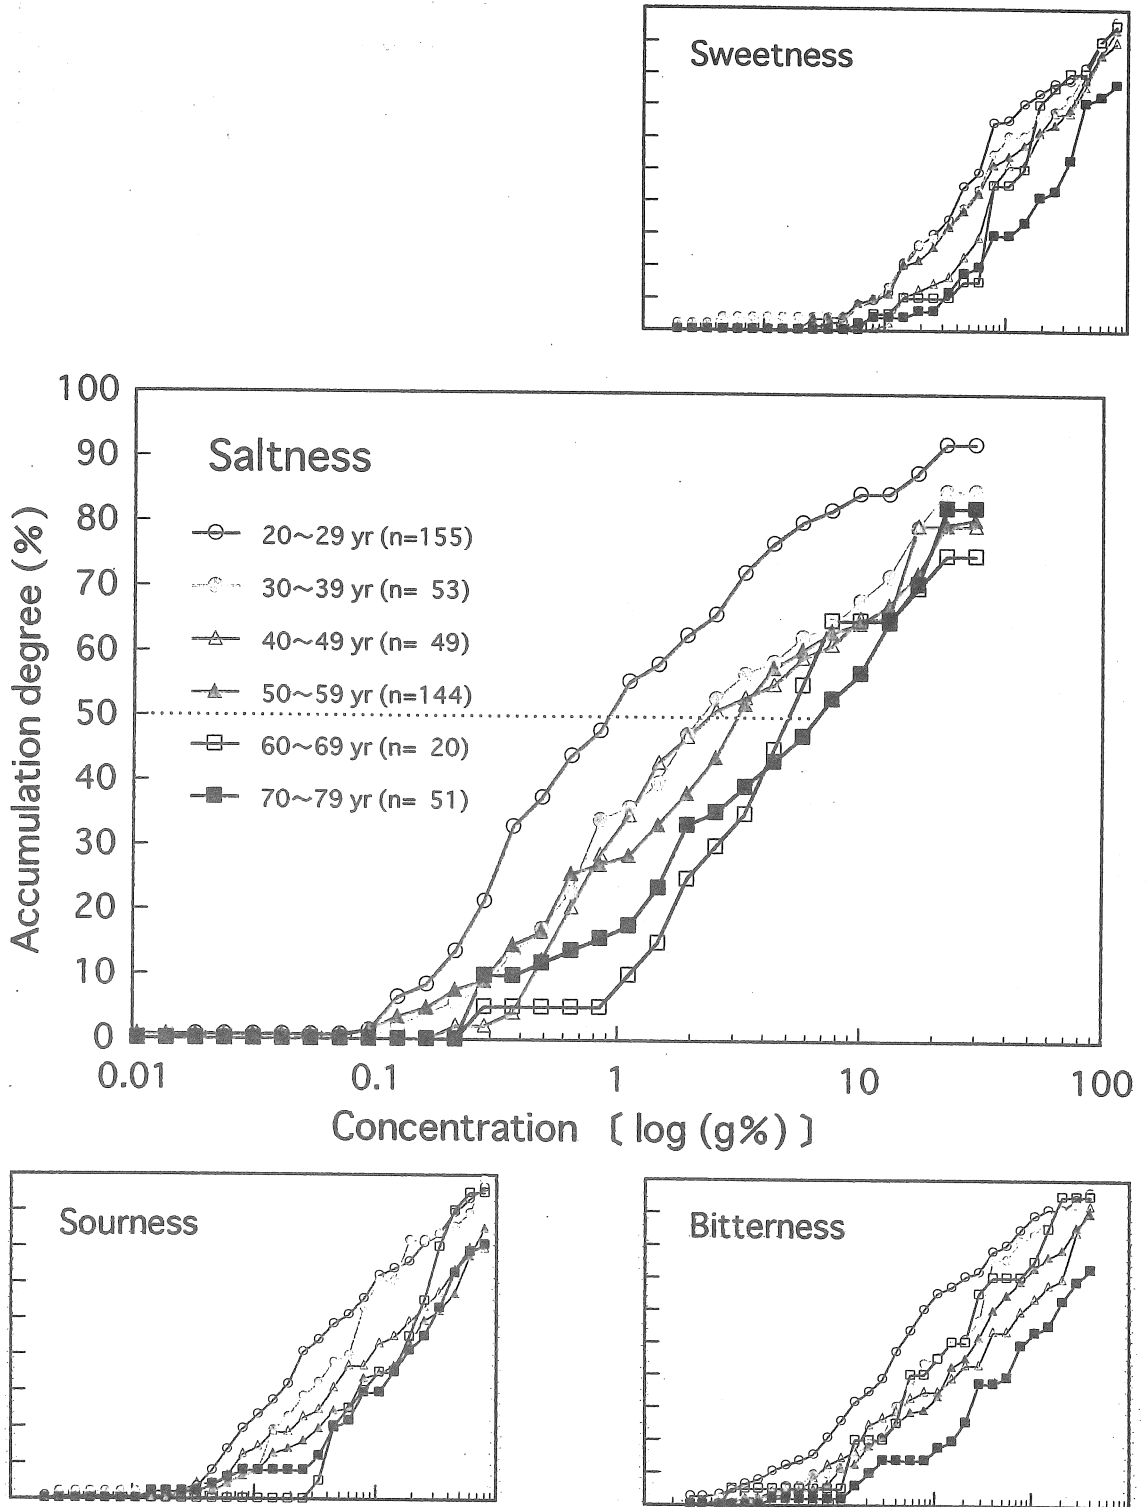 Sweetness
100
90
80
70
60
50
40
30
20
10
0
Accumulation degree (%)
Saltness
20~29 yr (n=155)
30~39 yr (n= 53)
40~49 yr (n= 49)
50~59 yr (n=144)
60~69 yr (n= 20)
70~79 yr (n= 51)
0.01 0.1 1 10 100
Concentration 〔 log (g%) 〕
Sourness
Bitterness